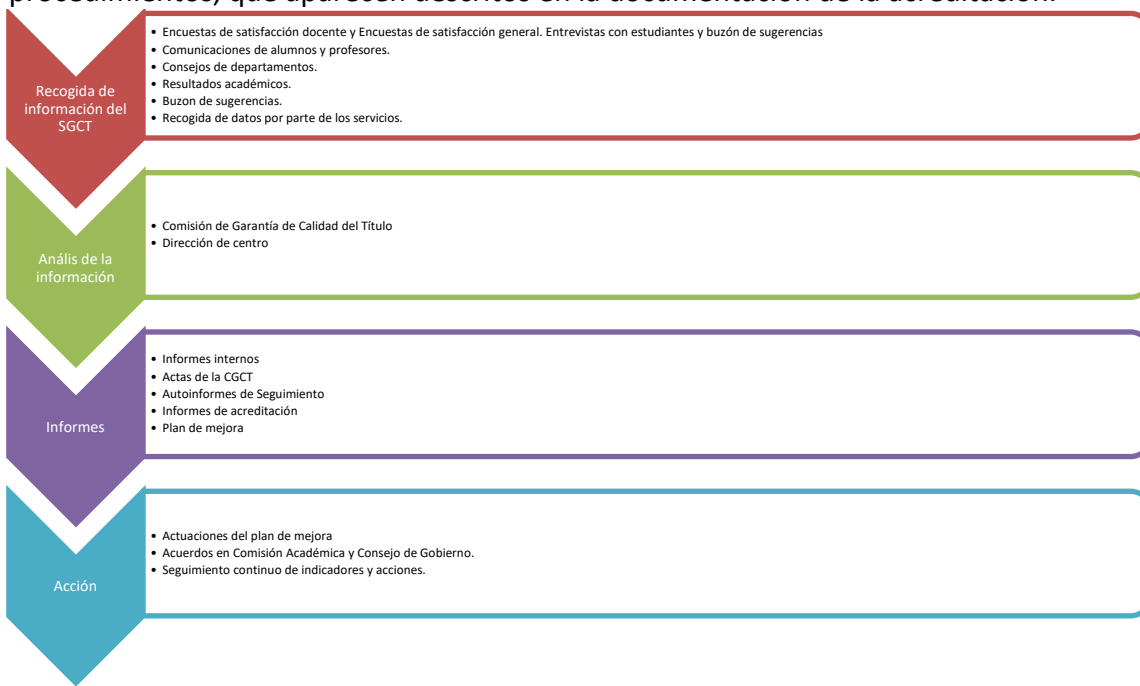 procedimientos, que aparecen descritos en la documentación de la acreditación.
Recogida de
información del
SGCT
• Encuestas de satisfacción docente y Encuestas de satisfacción general. Entrevistas con estudiantes y buzón de sugerencias
• Comunicaciones de alumnos y profesores.
• Consejos de departamentos.
• Resultados académicos.
• Buzon de sugerencias.
• Recogida de datos por parte de los servicios.
Anális de la
información
• Comisión de Garantía de Calidad del Título
• Dirección de centro
Informes
• Informes internos
• Actas de la CGCT
• Autoinformes de Seguimiento
• Informes de acreditación
• Plan de mejora
Acción
• Actuaciones del plan de mejora
• Acuerdos en Comisión Académica y Consejo de Gobierno.
• Seguimiento continuo de indicadores y acciones.